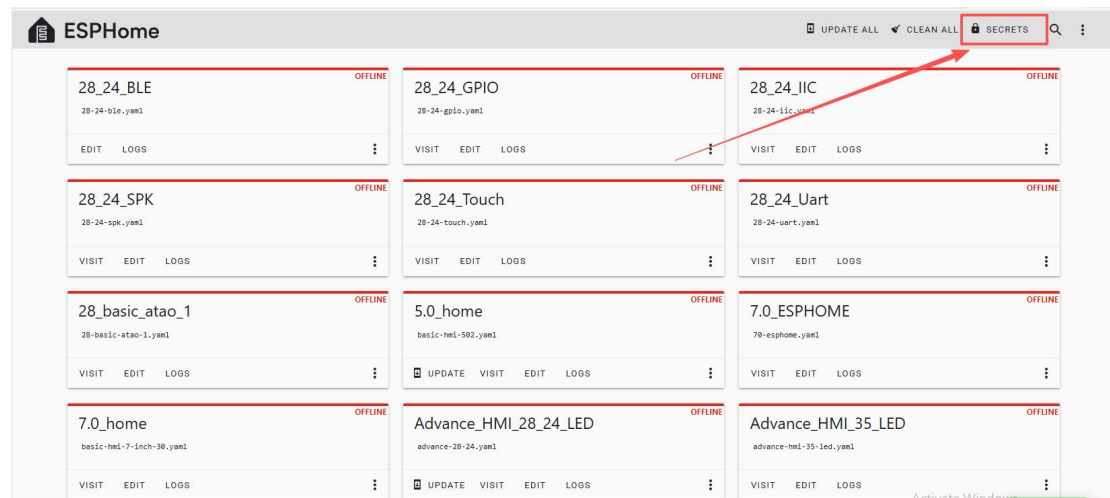 ESPHome
UPDATE ALL CLEAN ALL SECRETS
OFFLINE OFFLINE OFFLINE
28_24_BLE 28_24_GPIO 28_24_IIC
28-24-ble.yaml 28-24-gpio.yaml 28-24-iic.yaml
EDIT LOGS VISIT EDIT LOGS VISIT EDIT LOGS
OFFLINE OFFLINE OFFLINE
28_24_SPK 28_24_Touch 28_24_Uart
28-24-spk.yaml 28-24-touch.yaml 28-24-uart.yaml
VISIT EDIT LOGS VISIT EDIT LOGS VISIT EDIT LOGS
OFFLINE OFFLINE OFFLINE
28_basic_atao_1 5.0_home 7.0_ESPHOME
28-basic-atao-1.yaml basic-hmi-502.yaml 70-esphome.yaml
VISIT EDIT LOGS UPDATE VISIT EDIT LOGS VISIT EDIT LOGS
OFFLINE OFFLINE OFFLINE
7.0_home Advance_HMI_28_24_LED Advance_HMI_35_LED
basic-hmi-7-inch-30.yaml advance-28-24.yaml advance-hmi-35-led.yaml
VISIT EDIT LOGS UPDATE VISIT EDIT LOGS VISIT EDIT LOGS